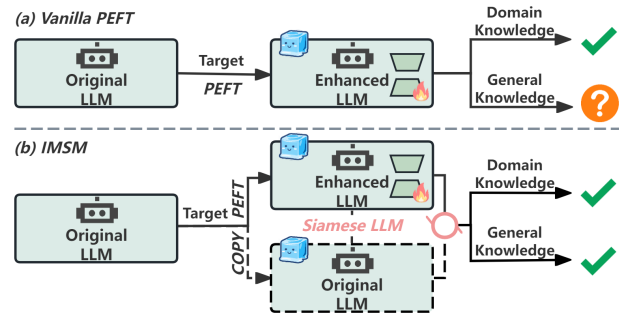 (a) Vanilla PEFT
Original
LLM
Target
PEFT
Enhanced
LLM
Domain
Knowledge
General
Knowledge
?
(b) IMSM
Original
LLM
Target
PEFT
COPY
Enhanced
LLM
Siamese LLM
Original
LLM
Domain
Knowledge
General
Knowledge